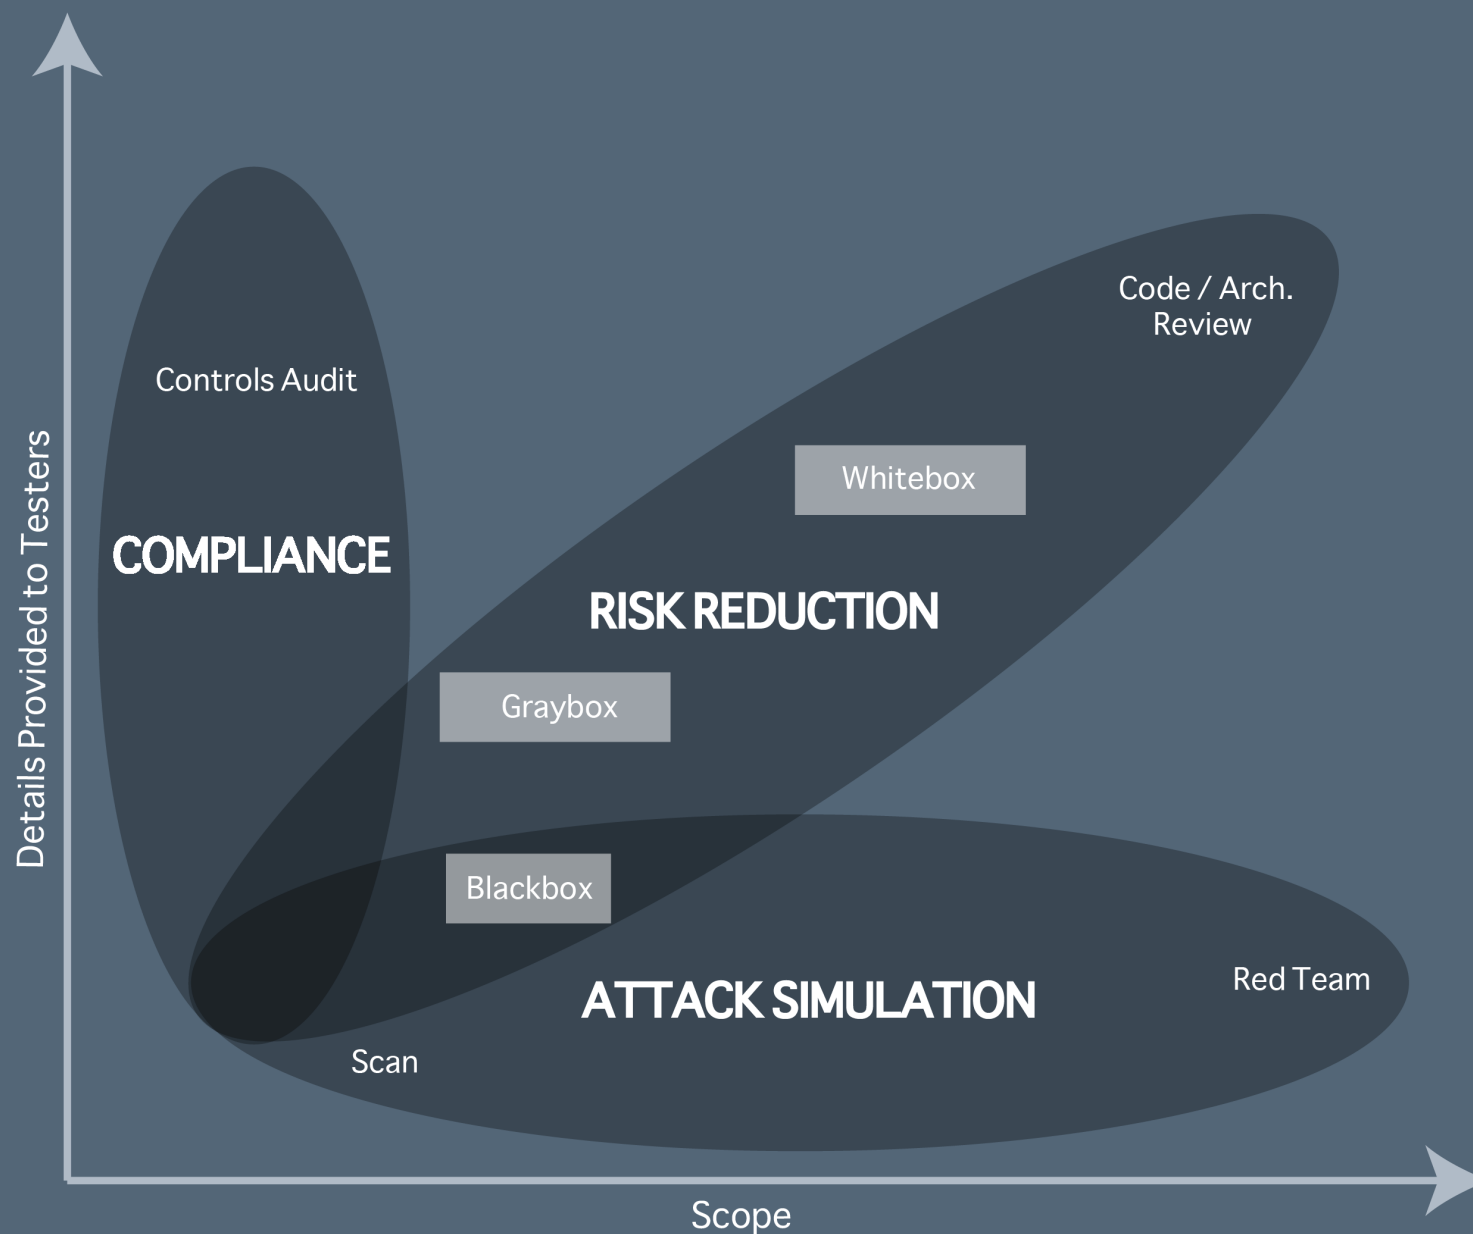 Code / Arch.
Review
Controls Audit
Whitebox
COMPLIANCE
RISK REDUCTION
Details Provided to Testers
Graybox
Blackbox
Red Team
ATTACK SIMULATION
Scan
Scope